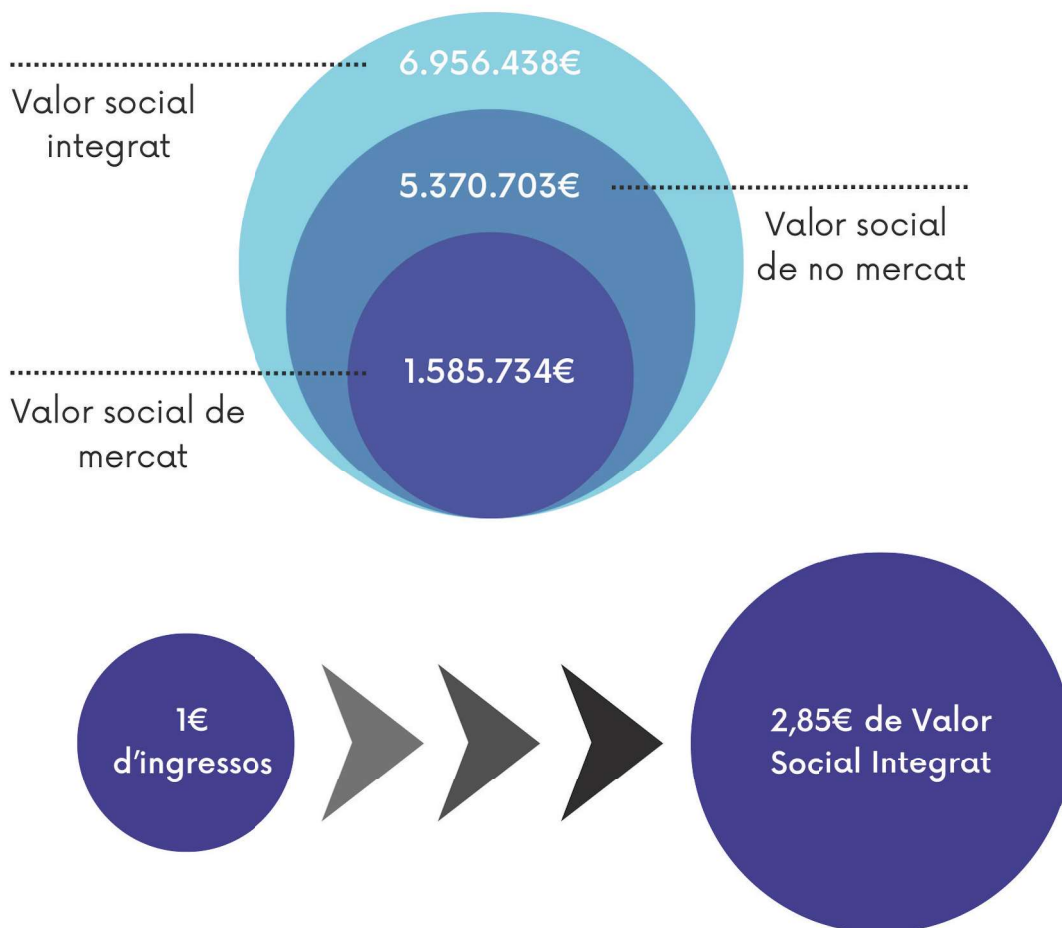 6.956.438€
Valor social
integrat
5.370.703€
Valor social
de no mercat
1.585.734€
Valor social de
mercat
1€
d'ingressos
2,85€ de Valor
Social Integrat